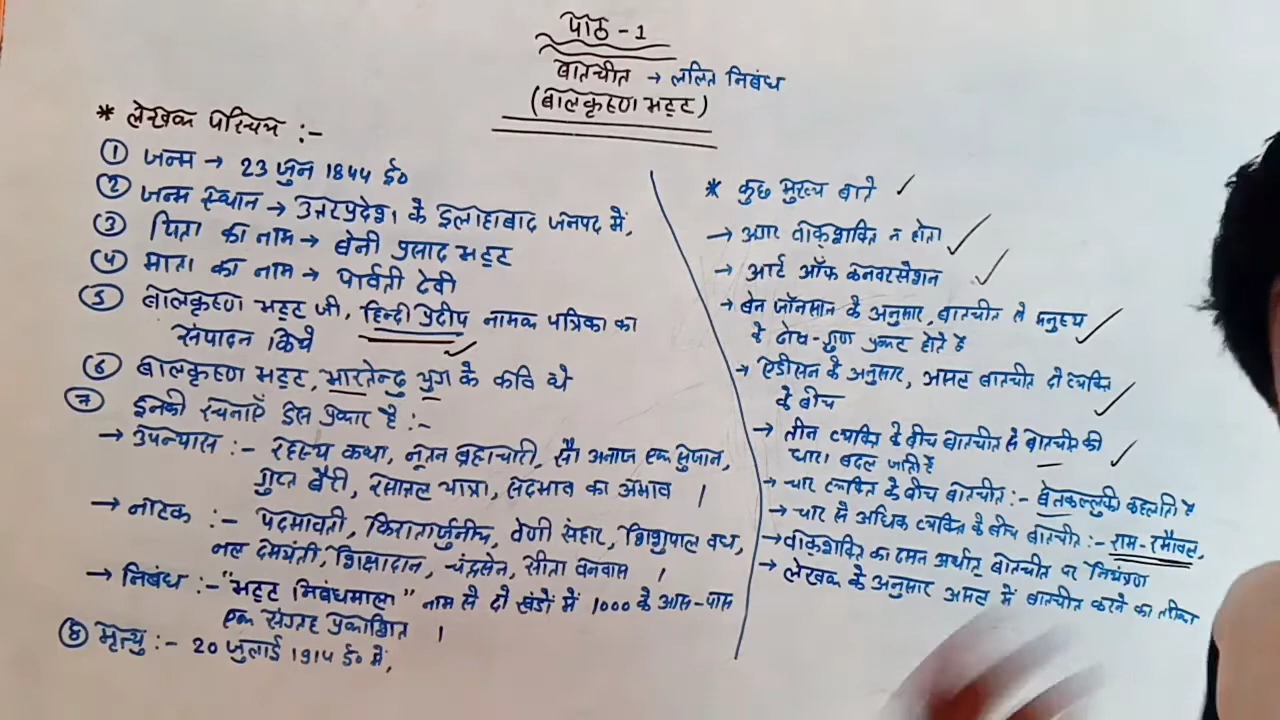 पाठ - 1
बातचीत → ललित निबंध
(बालकृष्ण भट्ट)
* लेखक परिचय :-
① जन्म → 23 जुन 1844 ई०
② जन्म स्थान → उत्तरप्रदेश के इलाहाबाद जनपद में,
③ पिता का नाम → बेनी प्रसाद भट्ट
④ माता का नाम → पार्वती देवी
⑤ बालकृष्ण भट्ट जी, हिन्दी प्रदीप नामक पत्रिका का
संपादन किये
⑥ बालकृष्ण भट्ट, भारतेन्दु युग के कवि थे
⑦ इनकी रचनाएँ इस प्रकार है :-
→ उपन्यास :- रहस्य कथा, नूतन ब्रह्मचारी, सौ अजान एक सुजान,
गुप्त बैरी, रसातल यात्रा, सदभाव का अभाव ।
→ नाटक :- पदमावती, किरातार्जुनीय, वेणी संहार, शिशुपाल वध,
नल दमयंती, शिक्षादान, चंद्रसेन, सीता वनवास ।
→ निबंध :- "भट्ट निबंधमाला" नाम से दो खंडों में 1000 के आस-पास
एक संग्रह प्रकाशित ।
⑧ मृत्यु :- 20 जुलाई 1914 ई० में,
* कुछ मुख्य बाते
→ अगर वाक्शक्ति न होता
→ आर्ट ऑफ कनवरसेशन
→ बेन जॉनसान के अनुसार, बातचीत से मनुष्य
के दोष-गुण प्रकट होते है
→ ऐडीसन के अनुसार, असल बातचीत दो व्यक्ति
के बीच
→ तीन व्यक्ति के बीच बातचीत से बातचीत की
धारा बदल जाती है
→ चार व्यक्ति के बीच बातचीत :- बेतकल्लुफी कहलाती है
→ चार से अधिक व्यक्ति के बीच बातचीत :- राम-रमौवल,
→ वाक्शक्ति का दमन अर्थात् बातचीत पर नियंत्रण
→ लेखक के अनुसार असल में बातचीत करने का तरीका